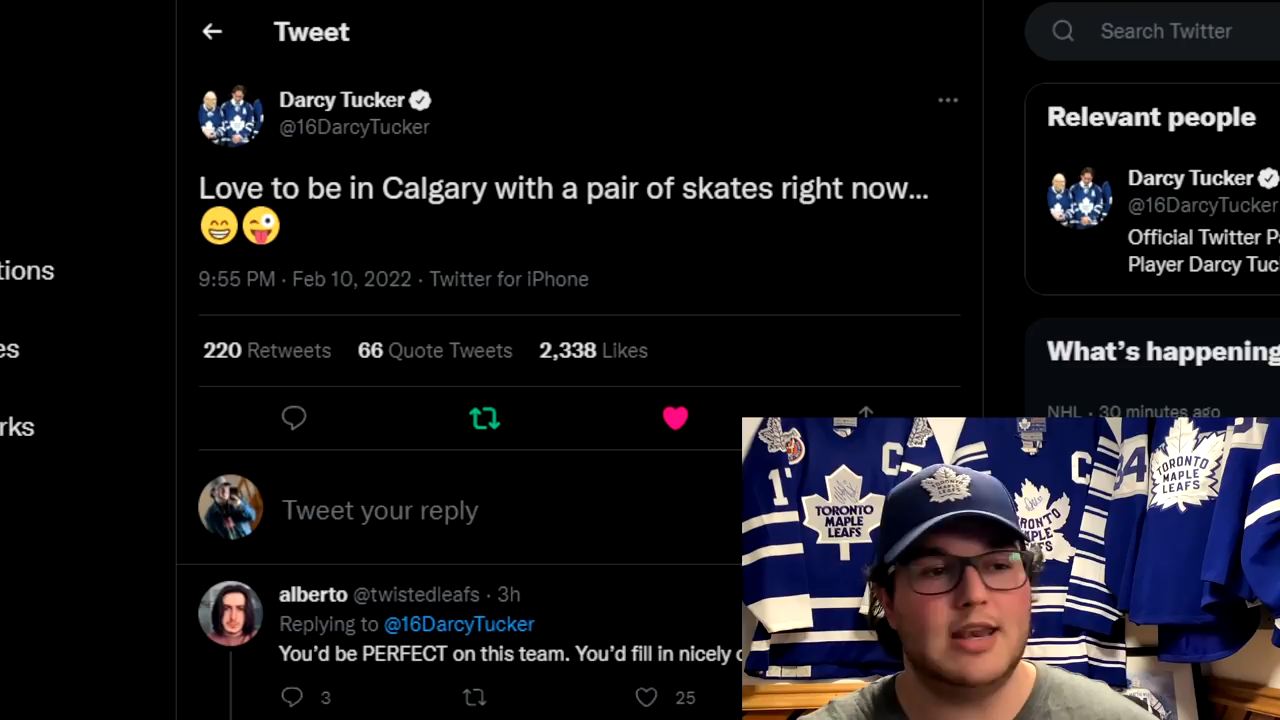 Tweet
Search Twitter
Darcy Tucker
@16DarcyTucker
Love to be in Calgary with a pair of skates right now...
😁😜
9:55 PM · Feb 10, 2022 · Twitter for iPhone
220 Retweets 66 Quote Tweets 2,338 Likes
Tweet your reply
alberto @twistedleafs · 3h
Replying to @16DarcyTucker
You'd be PERFECT on this team. You'd fill in nicely
3
25
Relevant people
Darcy Tucker
@16DarcyTucker
Official Twitter
Player Darcy
What's happening
NHL · 30 minutes ago
tions
es
rks
C
TORONTO
MAPLE
LEAFS
C
TORONTO
MAPLE
LEAFS